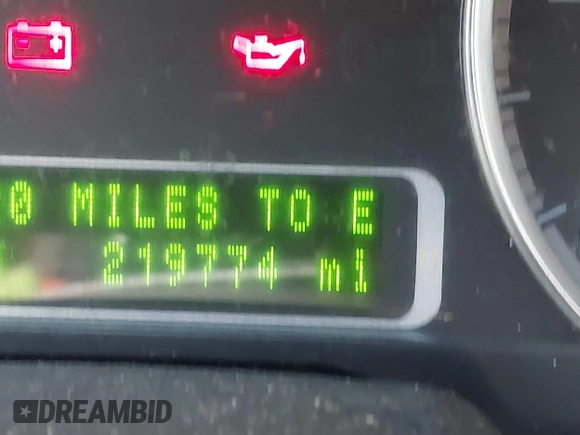 0 MILES TO E
219774 mi
DREAMBID